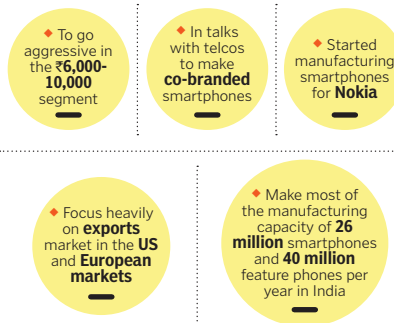 ◆ To go
aggressive in
the ₹6,000-
10,000
segment
◆ In talks
with telcos
to make
co-branded
smartphones
◆ Started
manufacturing
smartphones
for Nokia
◆ Focus heavily
on exports
market in the US
and European
markets
◆ Make most of
the manufacturing
capacity of 26
million smartphones
and 40 million
feature phones per
year in India